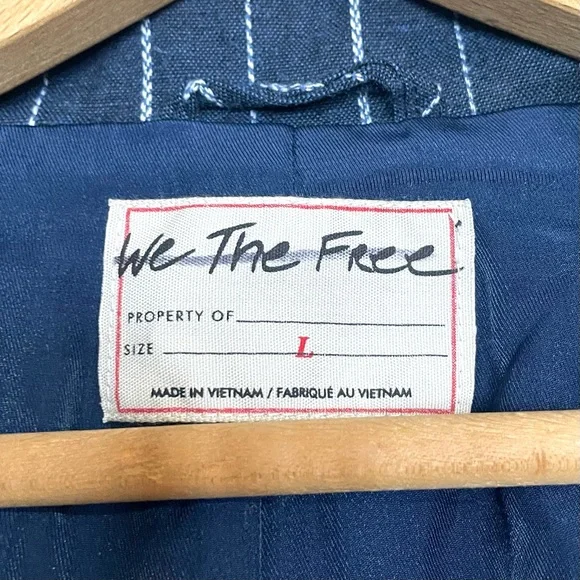 We The Free
PROPERTY OF
SIZE L
MADE IN VIETNAM / FABRIQUÉ AU VIETNAM